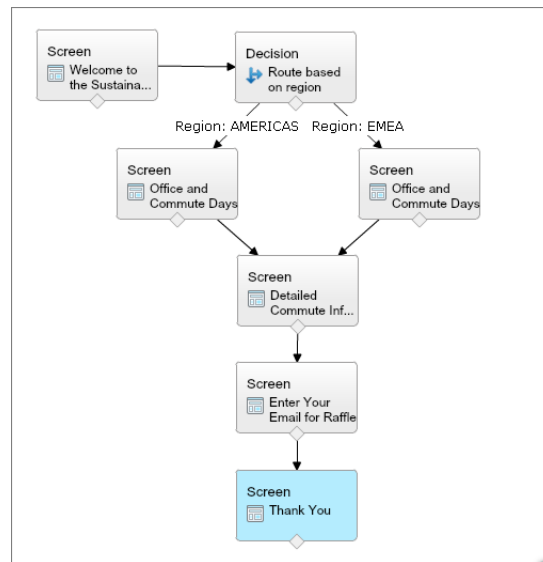 Screen
Welcome to
the Sustaina...
Decision
Route based
on region
Region: AMERICAS
Region: EMEA
Screen
Office and
Commute Days
Screen
Office and
Commute Days
Screen
Detailed
Commute Inf...
Screen
Enter Your
Email for Raffle
Screen
Thank You